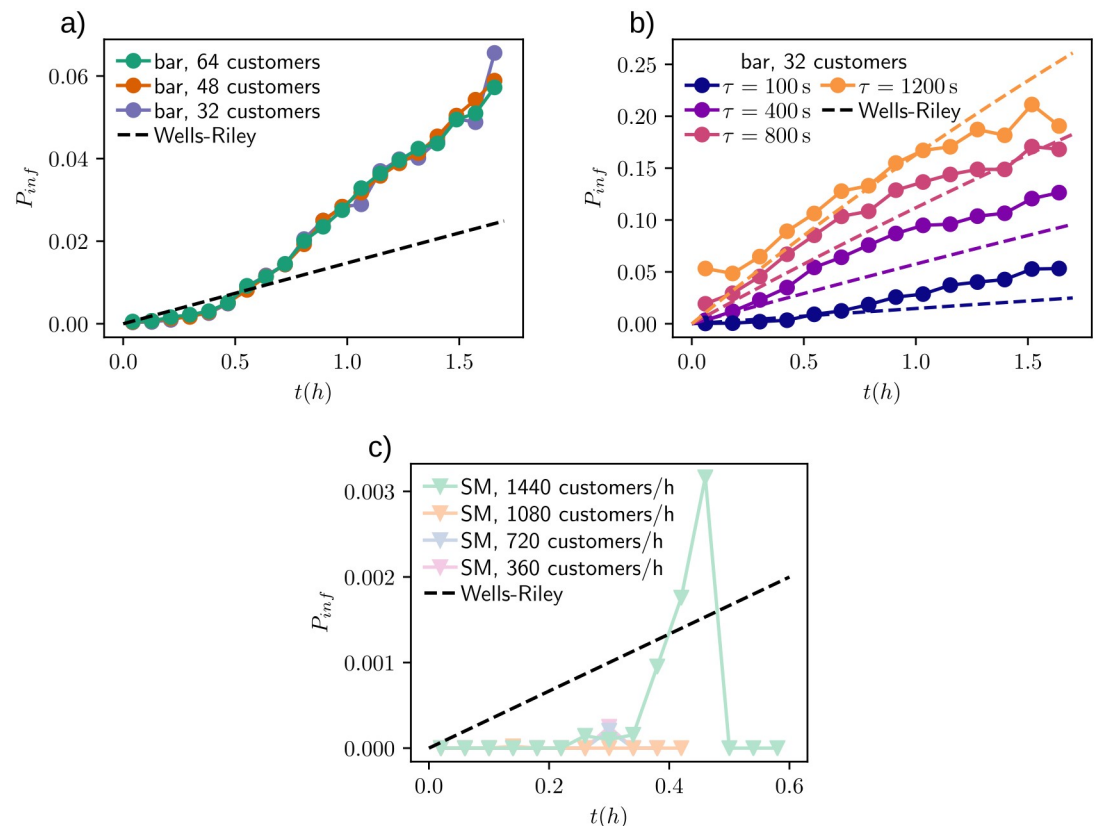 a)
bar, 64 customers
bar, 48 customers
bar, 32 customers
Wells-Riley
0.06
0.04
0.02
0.00
P_inf
0.0 0.5 1.0 1.5
t(h)
b)
bar, 32 customers
τ = 100 s τ = 1200 s
τ = 400 s Wells-Riley
τ = 800 s
0.25
0.20
0.15
0.10
0.05
0.00
P_inf
0.0 0.5 1.0 1.5
t(h)
c)
SM, 1440 customers/h
SM, 1080 customers/h
SM, 720 customers/h
SM, 360 customers/h
Wells-Riley
0.003
0.002
0.001
0.000
P_inf
0.0 0.2 0.4 0.6
t(h)